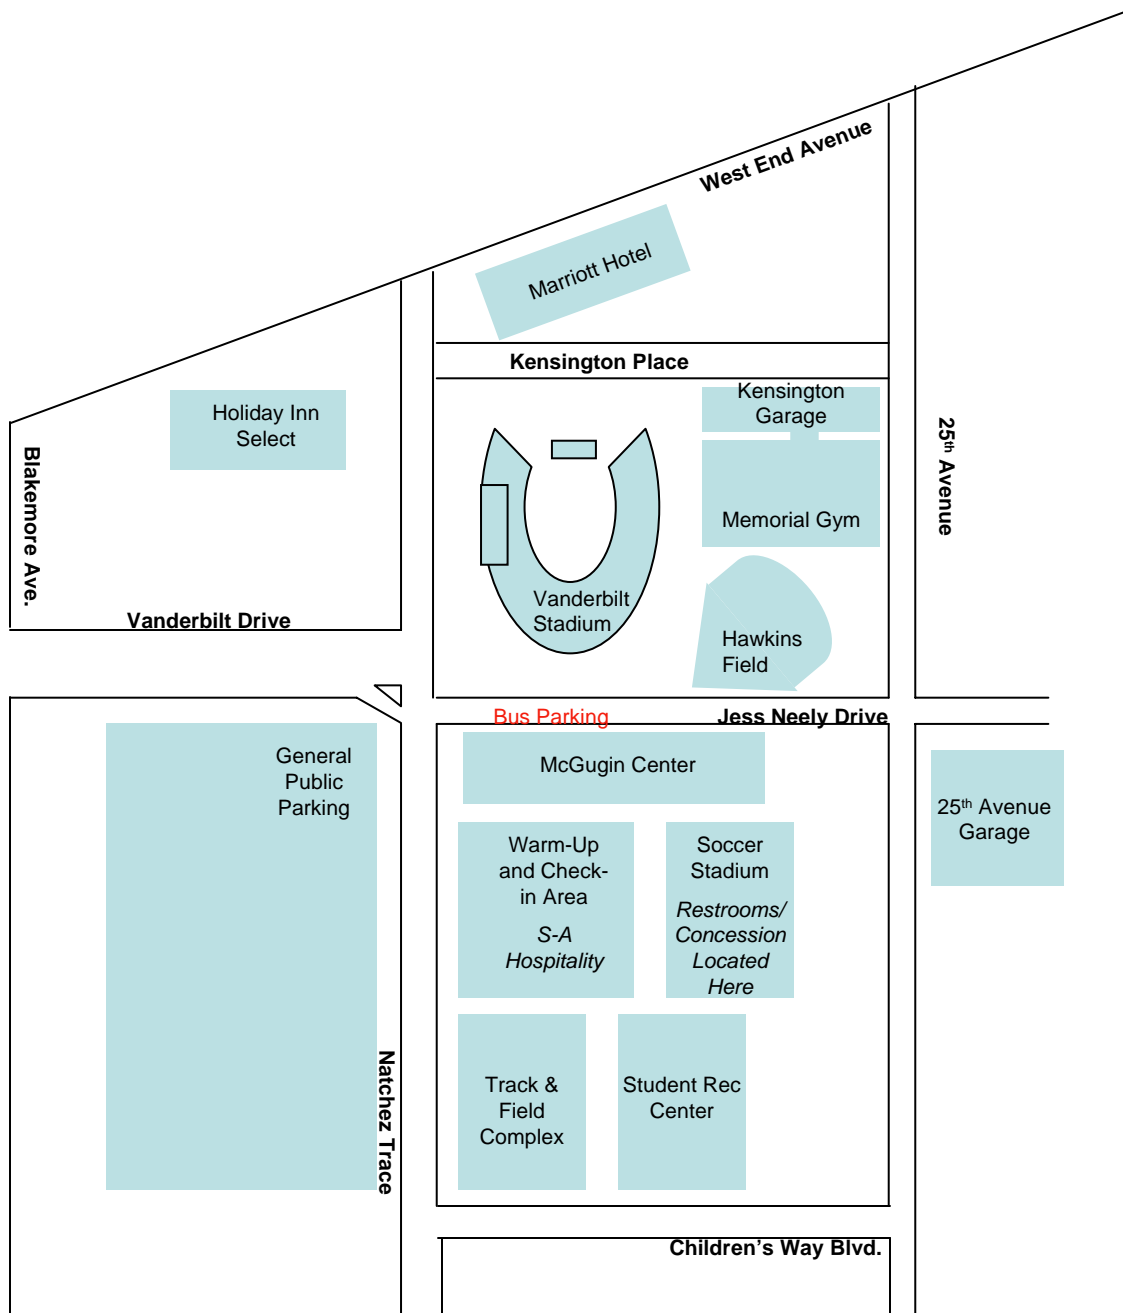 West End Avenue
Marriott Hotel
Kensington Place
Holiday Inn
Select
Kensington
Garage
Blakemore Ave.
25th Avenue
Memorial Gym
Vanderbilt
Stadium
Vanderbilt Drive
Hawkins
Field
Bus Parking
Jess Neely Drive
General
Public
Parking
McGugin Center
25th Avenue
Garage
Warm-Up
and Check-
in Area
S-A
Hospitality
Soccer
Stadium
Restrooms/
Concession
Located
Here
Natchez Trace
Track &
Field
Complex
Student Rec
Center
Children's Way Blvd.